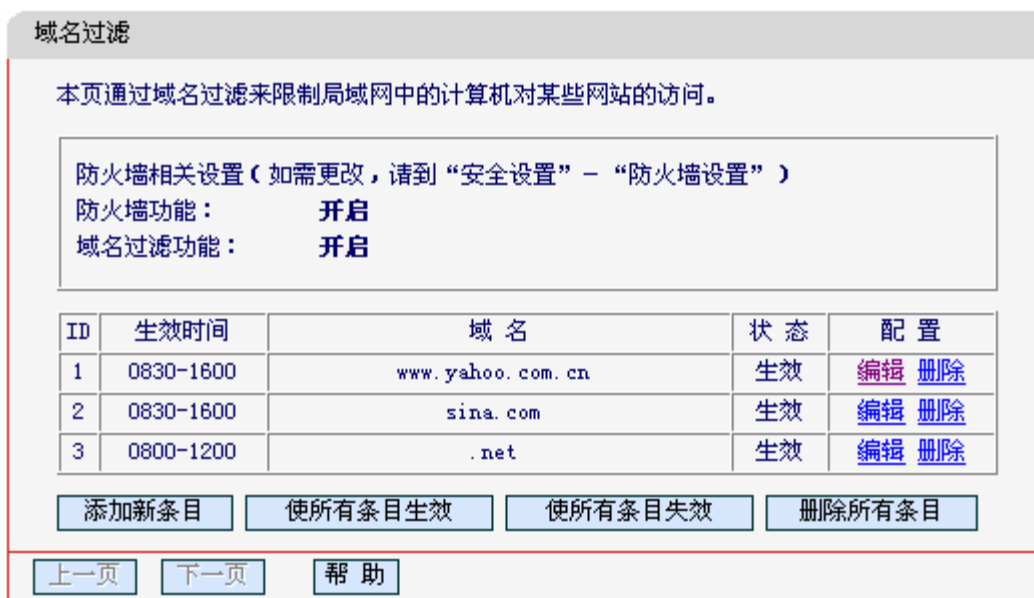 域名过滤
本页通过域名过滤来限制局域网中的计算机对某些网站的访问。
防火墙相关设置(如需更改,请到“安全设置”-“防火墙设置”)
防火墙功能: 开启
域名过滤功能: 开启
ID 生效时间 域 名 状 态 配 置
1 0830-1600 www.yahoo.com.cn 生效 编辑 删除
2 0830-1600 sina.com 生效 编辑 删除
3 0800-1200 .net 生效 编辑 删除
添加新条目 使所有条目生效 使所有条目失效 删除所有条目
上一页 下一页 帮 助